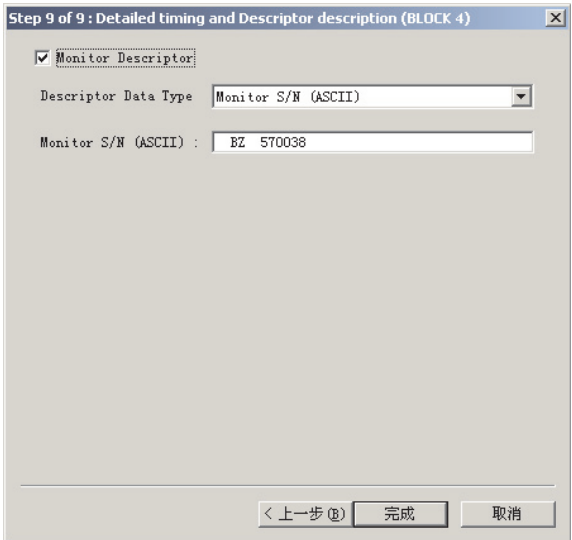 Step 9 of 9 : Detailed timing and Descriptor description (BLOCK 4)
Monitor Descriptor
Descriptor Data Type Monitor S/N (ASCII)
Monitor S/N (ASCII) : BZ 570038
< 上一步(B) 完成 取消